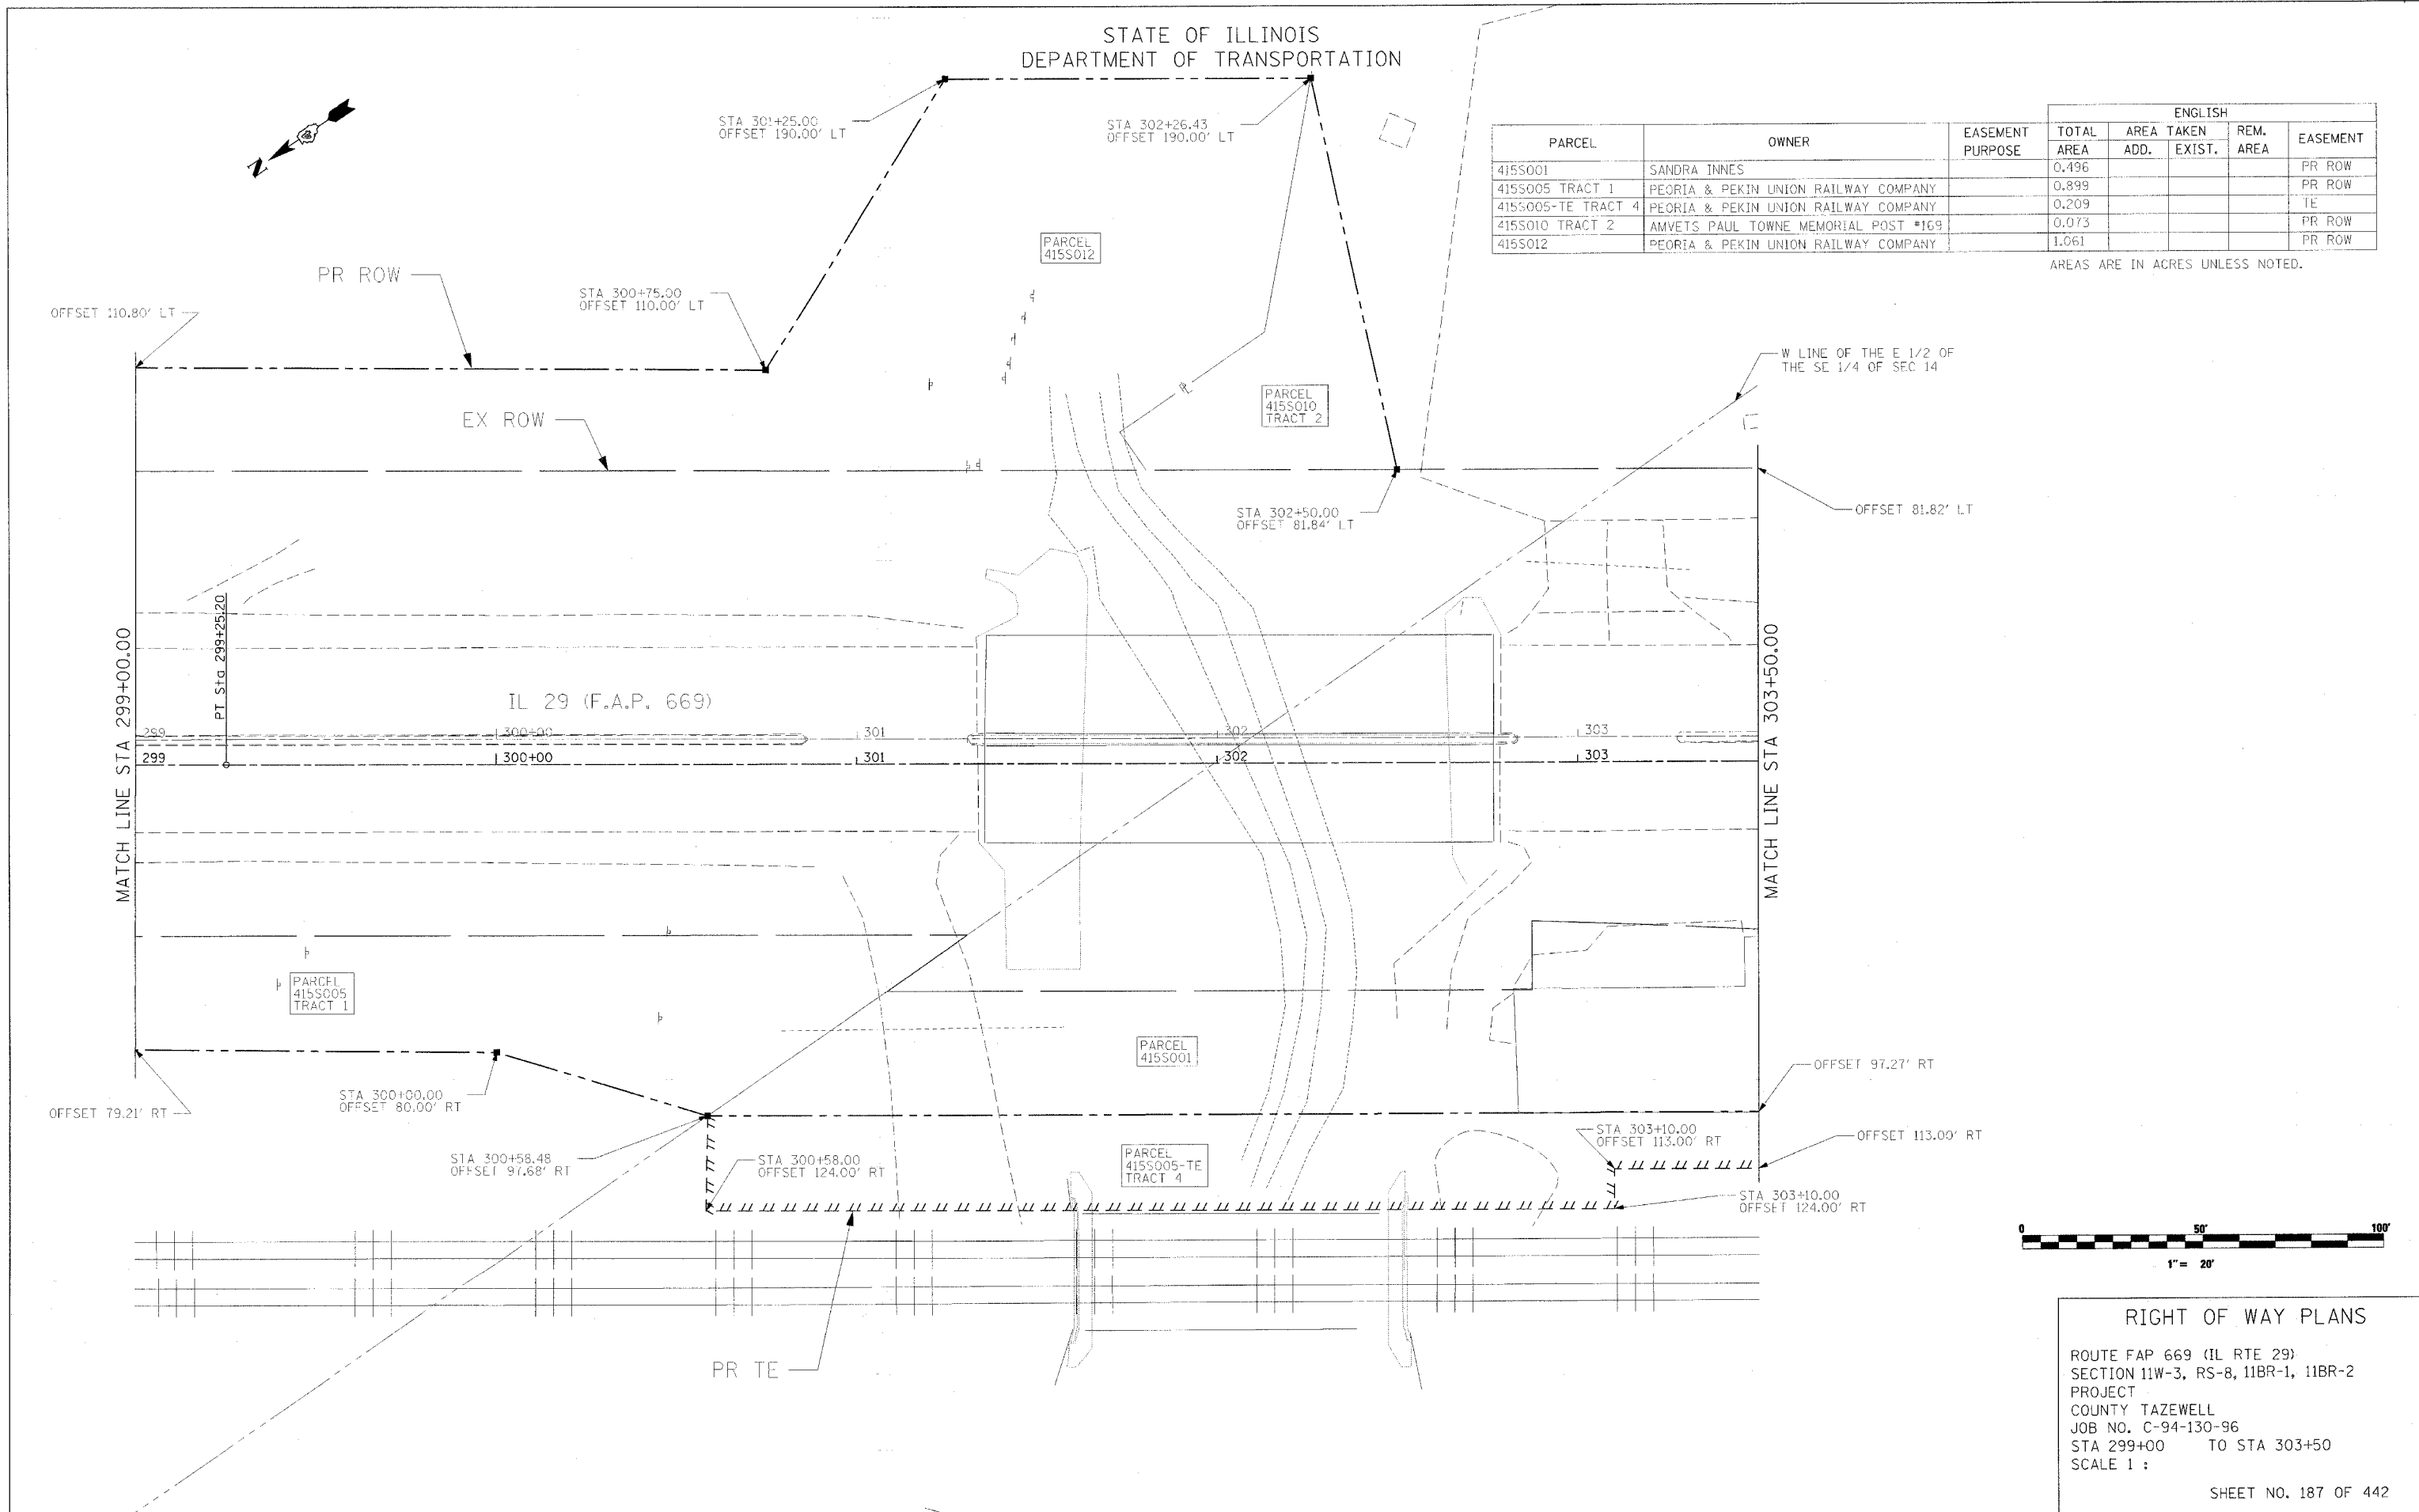 STATE OF ILLINOIS
DEPARTMENT OF TRANSPORTATION
N
STA 301+25.00
OFFSET 190.00' LT
STA 302+26.43
OFFSET 190.00' LT
ENGLISH
PARCEL OWNER EASEMENT PURPOSE TOTAL AREA AREA TAKEN ADD. EXIST. REM. AREA EASEMENT
415S001 SANDRA INNES 0.496 PR ROW
415S005 TRACT 1 PEORIA & PEKIN UNION RAILWAY COMPANY 0.899 PR ROW
415S005-TE TRACT 4 PEORIA & PEKIN UNION RAILWAY COMPANY 0.209 TE
415S010 TRACT 2 AMVETS PAUL TOWNE MEMORIAL POST #169 0.073 PR ROW
415S012 PEORIA & PEKIN UNION RAILWAY COMPANY 1.061 PR ROW
AREAS ARE IN ACRES UNLESS NOTED.
PARCEL
415S012
PR ROW
STA 300+75.00
OFFSET 110.00' LT
OFFSET 110.80' LT
W LINE OF THE E 1/2 OF
THE SE 1/4 OF SEC 14
PARCEL
415S010
TRACT 2
EX ROW
STA 302+50.00
OFFSET 81.84' LT
OFFSET 81.82' LT
MATCH LINE STA 299+00.00
PT Sta 299+25.20
IL 29 (F.A.P. 669)
299 300+00 301 302 303
299 300+00 301 302 303
MATCH LINE STA 303+50.00
PARCEL
415S005
TRACT 1
PARCEL
415S001
OFFSET 97.27' RT
OFFSET 79.21' RT
STA 300+00.00
OFFSET 80.00' RT
STA 300+58.48
OFFSET 97.68' RT
STA 300+58.00
OFFSET 124.00' RT
PARCEL
415S005-TE
TRACT 4
STA 303+10.00
OFFSET 113.00' RT
OFFSET 113.00' RT
STA 303+10.00
OFFSET 124.00' RT
PR TE
0 50' 100'
1"= 20'
RIGHT OF WAY PLANS
ROUTE FAP 669 (IL RTE 29)
SECTION 11W-3, RS-8, 11BR-1, 11BR-2
PROJECT
COUNTY TAZEWELL
JOB NO. C-94-130-96
STA 299+00 TO STA 303+50
SCALE 1 :
SHEET NO. 187 OF 442